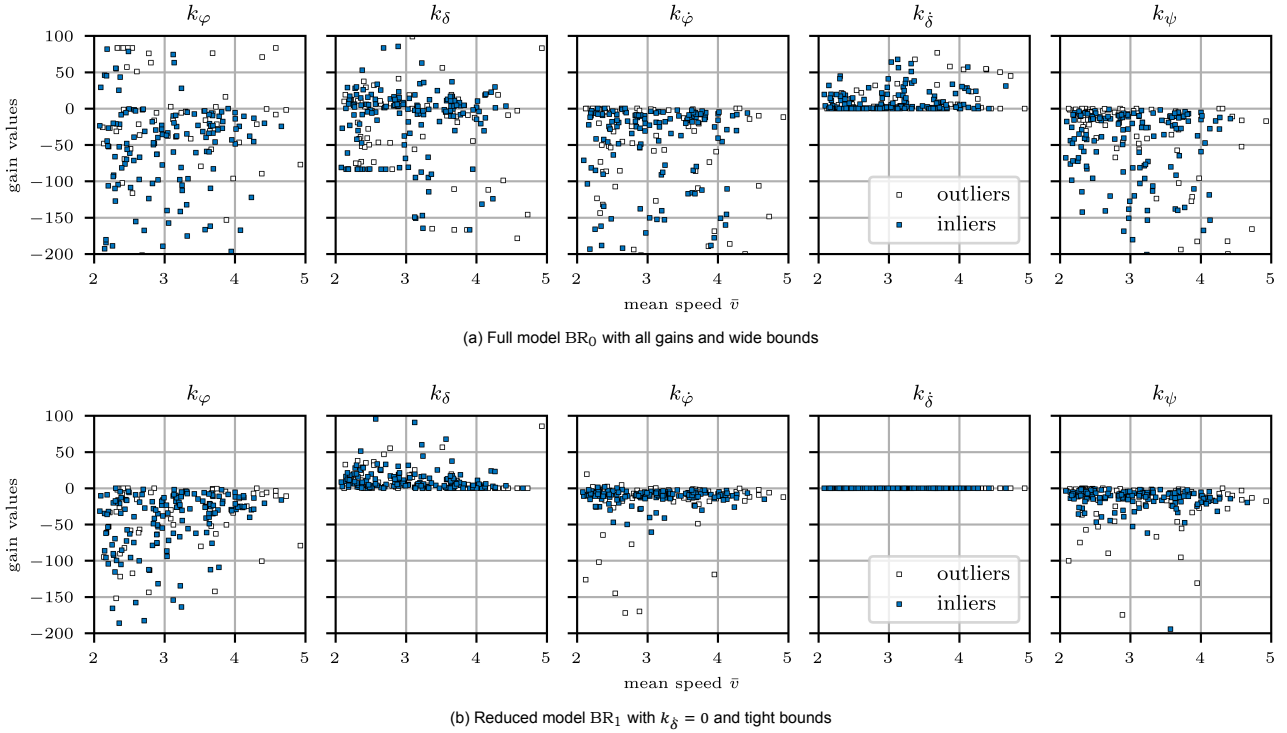 k_φ k_δ k_φ̇ k_δ̇ k_ψ
100
50
0
−50
−100
−150
−200
gain values
2 3 4 5 2 3 4 5 2 3 4 5 2 3 4 5 2 3 4 5
outliers
inliers
mean speed v̄
(a) Full model BR₀ with all gains and wide bounds
k_φ k_δ k_φ̇ k_δ̇ k_ψ
100
50
0
−50
−100
−150
−200
gain values
2 3 4 5 2 3 4 5 2 3 4 5 2 3 4 5 2 3 4 5
outliers
inliers
mean speed v̄
(b) Reduced model BR₁ with k_δ̇ = 0 and tight bounds